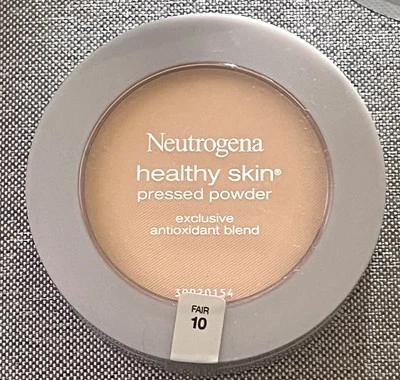 Neutrogena
healthy skin®
pressed powder
exclusive
antioxidant blend
FAIR
10